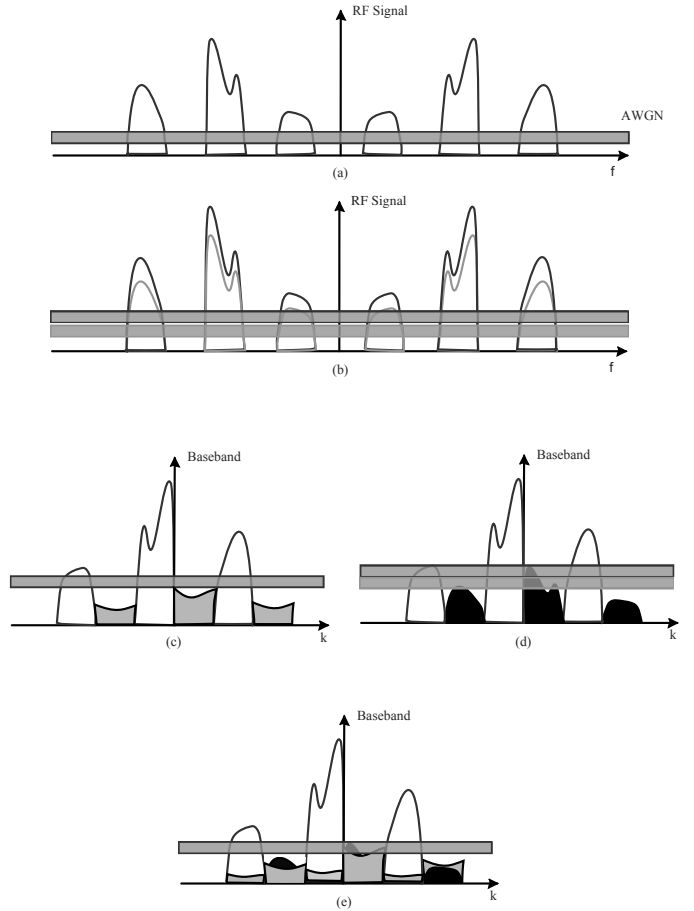 RF Signal
AWGN
f
(a)
RF Signal
f
(b)
Baseband
k
(c)
Baseband
k
(d)
Baseband
k
(e)